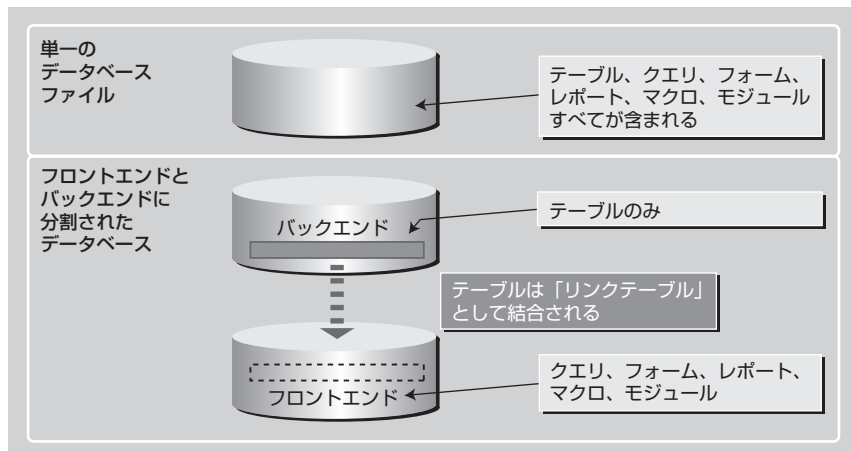 単一の
データベース
ファイル
テーブル、クエリ、フォーム、
レポート、マクロ、モジュール
すべてが含まれる
フロントエンドと
バックエンドに
分割された
データベース
バックエンド
テーブルのみ
テーブルは「リンクテーブル」
として結合される
フロントエンド
クエリ、フォーム、レポート、
マクロ、モジュール